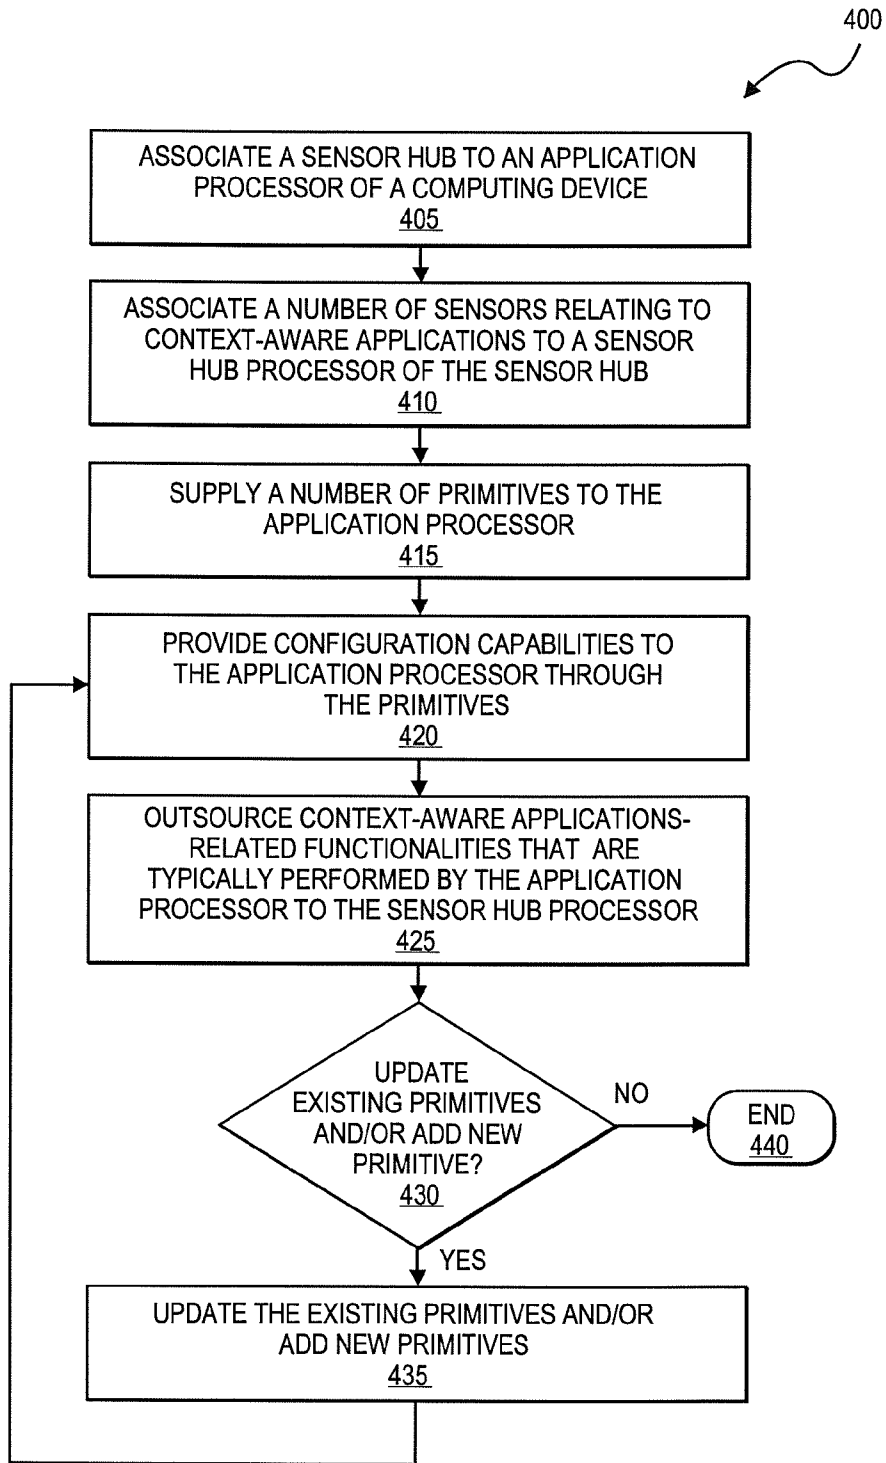 400
ASSOCIATE A SENSOR HUB TO AN APPLICATION
PROCESSOR OF A COMPUTING DEVICE
405
ASSOCIATE A NUMBER OF SENSORS RELATING TO
CONTEXT-AWARE APPLICATIONS TO A SENSOR
HUB PROCESSOR OF THE SENSOR HUB
410
SUPPLY A NUMBER OF PRIMITIVES TO THE
APPLICATION PROCESSOR
415
PROVIDE CONFIGURATION CAPABILITIES TO
THE APPLICATION PROCESSOR THROUGH
THE PRIMITIVES
420
OUTSOURCE CONTEXT-AWARE APPLICATIONS-
RELATED FUNCTIONALITIES THAT ARE
TYPICALLY PERFORMED BY THE APPLICATION
PROCESSOR TO THE SENSOR HUB PROCESSOR
425
UPDATE
EXISTING PRIMITIVES
AND/OR ADD NEW
PRIMITIVE?
430
NO
END
440
YES
UPDATE THE EXISTING PRIMITIVES AND/OR
ADD NEW PRIMITIVES
435